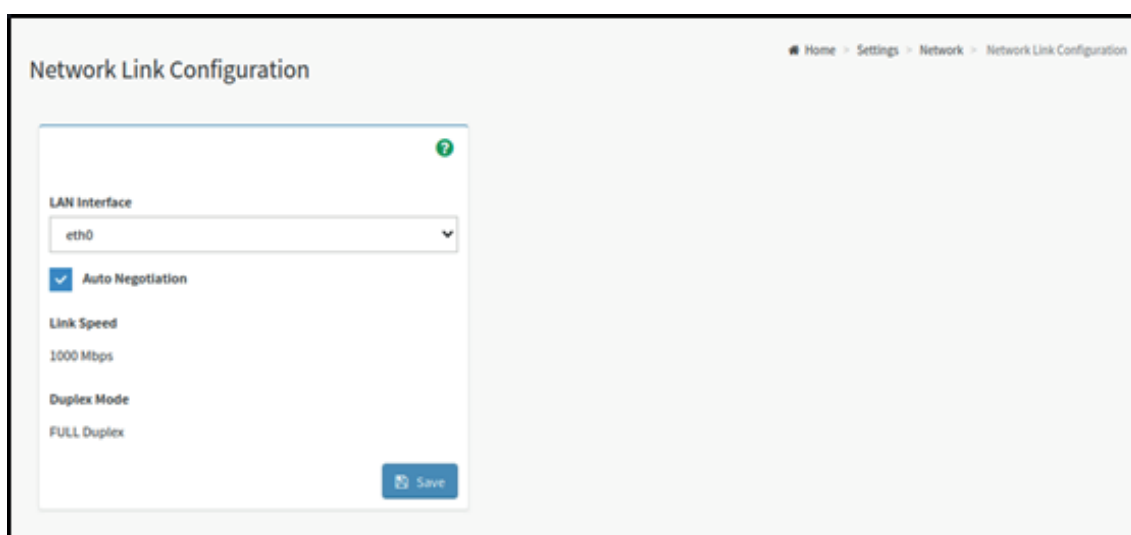 Home > Settings > Network > Network Link Configuration
Network Link Configuration
?
LAN Interface
eth0
Auto Negotiation
Link Speed
1000 Mbps
Duplex Mode
FULL Duplex
Save